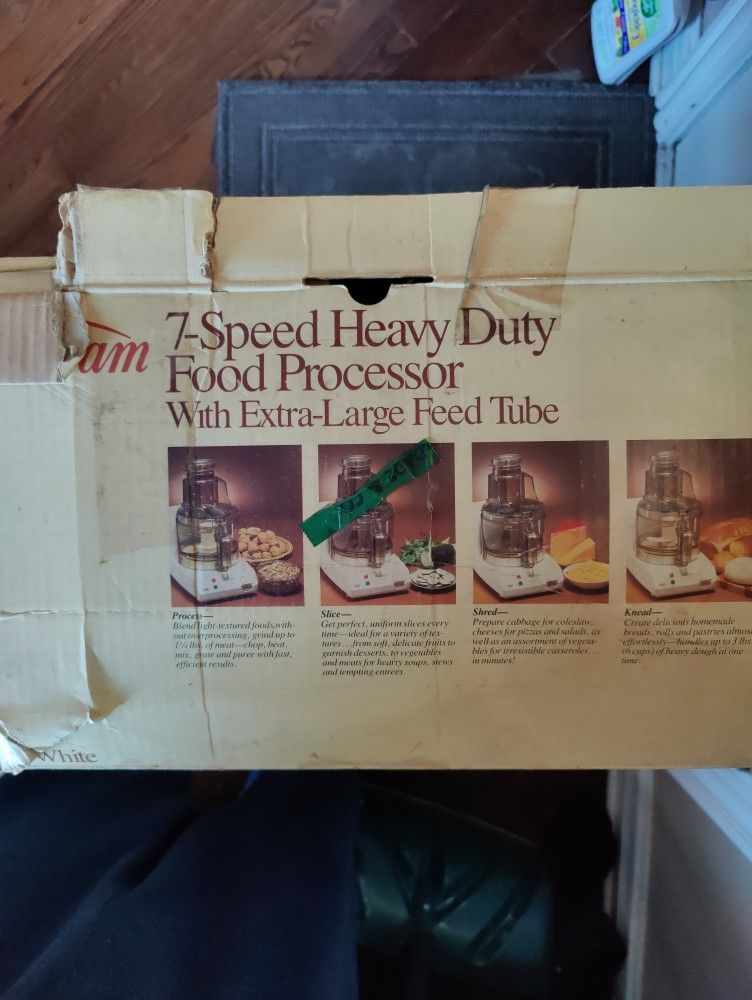 am
7-Speed Heavy Duty
Food Processor
With Extra-Large Feed Tube
Process—
Blend light-textured foods, with-
out overprocessing, grind up to
1¼ lbs. of meat—chop, beat,
mix, grate and puree with fast,
efficient results.
Slice—
Get perfect, uniform slices every
time—ideal for a variety of tex-
tures...from soft, delicate fruits to
garnish desserts, to vegetables
and meats for hearty soups, stews
and tempting entrees.
Shred—
Prepare cabbage for coleslaw,
cheeses for pizzas and salads, as
well as an assortment of vegeta-
bles for irresistible casseroles...
in minutes!
Knead—
Create delicious homemade
breads, rolls and pastries almost
effortlessly—handles up to 3 lbs.
(6 cups) of heavy dough at one
time.
White